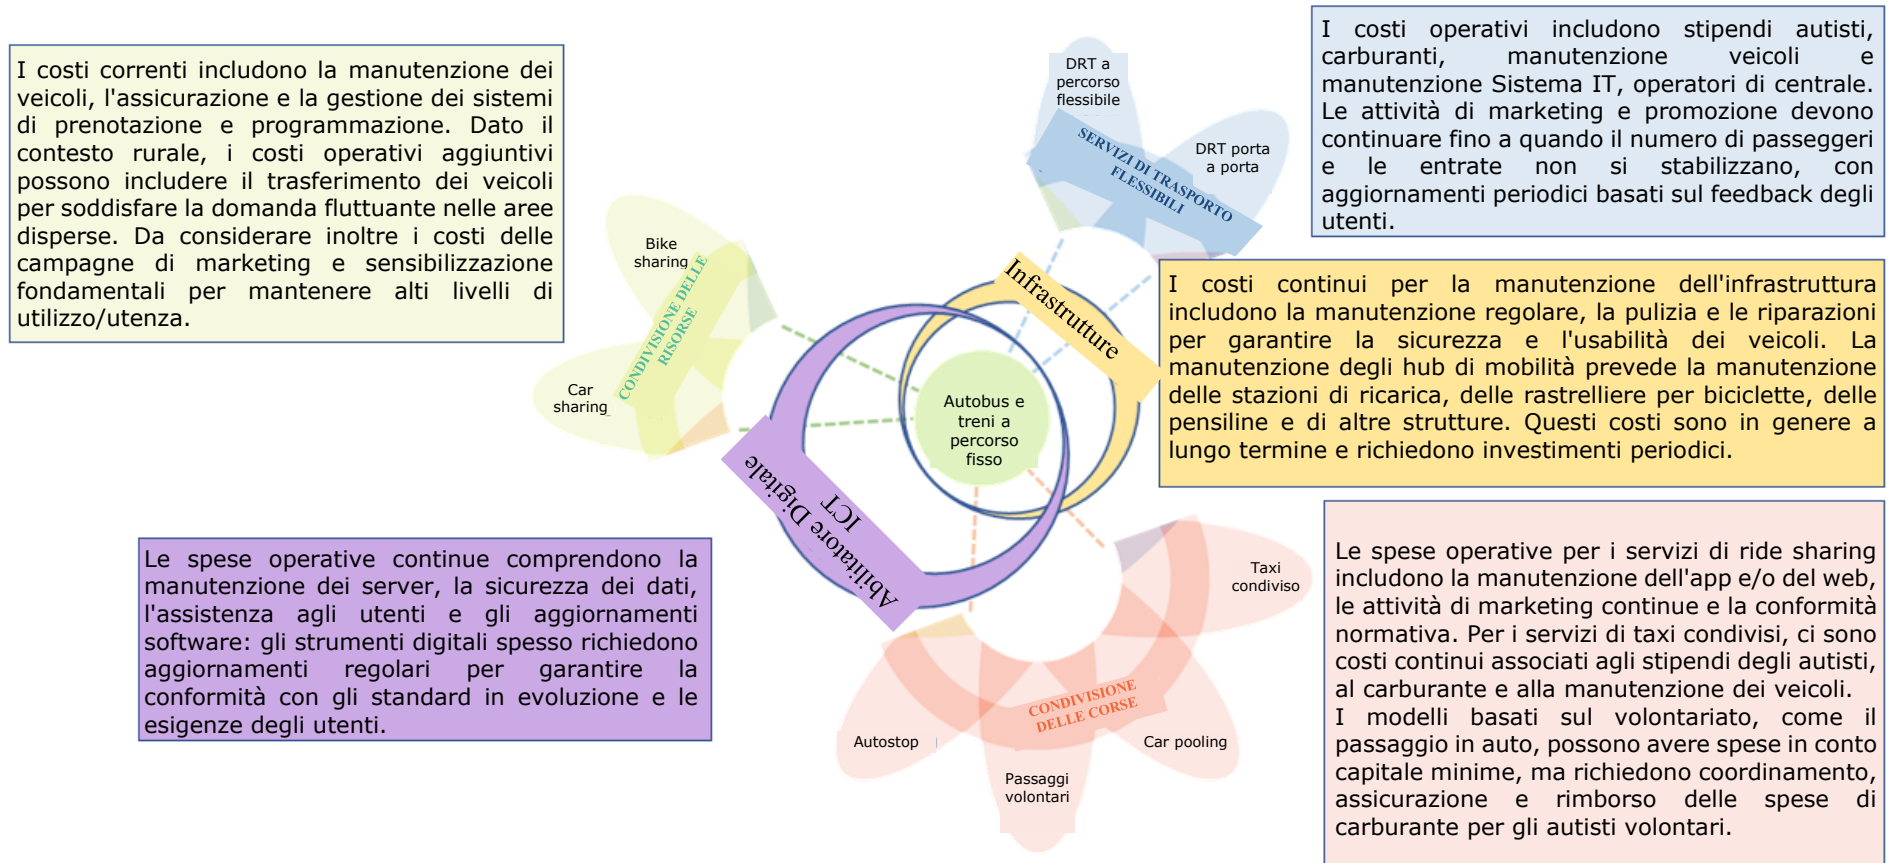 I costi correnti includono la manutenzione dei
veicoli, l'assicurazione e la gestione dei sistemi
di prenotazione e programmazione. Dato il
contesto rurale, i costi operativi aggiuntivi
possono includere il trasferimento dei veicoli
per soddisfare la domanda fluttuante nelle aree
disperse. Da considerare inoltre i costi delle
campagne di marketing e sensibilizzazione
fondamentali per mantenere alti livelli di
utilizzo/utenza.
DRT a
percorso
flessibile
DRT porta
a porta
SERVIZI DI TRASPORTO
FLESSIBILI
I costi operativi includono stipendi autisti,
carburanti, manutenzione veicoli e
manutenzione Sistema IT, operatori di centrale.
Le attività di marketing e promozione devono
continuare fino a quando il numero di passeggeri
e le entrate non si stabilizzano, con
aggiornamenti periodici basati sul feedback degli
utenti.
Bike
sharing
Car
sharing
CONDIVISIONE DELLE
RISORSE
Infrastrutture
I costi continui per la manutenzione dell'infrastruttura
includono la manutenzione regolare, la pulizia e le riparazioni
per garantire la sicurezza e l'usabilità dei veicoli. La
manutenzione degli hub di mobilità prevede la manutenzione
delle stazioni di ricarica, delle rastrelliere per biciclette, delle
pensiline e di altre strutture. Questi costi sono in genere a
lungo termine e richiedono investimenti periodici.
Autobus e
treni a
percorso
fisso
Abilitatore Digitale
ICT
Le spese operative continue comprendono la
manutenzione dei server, la sicurezza dei dati,
l'assistenza agli utenti e gli aggiornamenti
software: gli strumenti digitali spesso richiedono
aggiornamenti regolari per garantire la
conformità con gli standard in evoluzione e le
esigenze degli utenti.
Taxi
condiviso
CONDIVISIONE
DELLE CORSE
Autostop
Car pooling
Passaggi
volontari
Le spese operative per i servizi di ride sharing
includono la manutenzione dell'app e/o del web,
le attività di marketing continue e la conformità
normativa. Per i servizi di taxi condivisi, ci sono
costi continui associati agli stipendi degli autisti,
al carburante e alla manutenzione dei veicoli.
I modelli basati sul volontariato, come il
passaggio in auto, possono avere spese in conto
capitale minime, ma richiedono coordinamento,
assicurazione e rimborso delle spese di
carburante per gli autisti volontari.